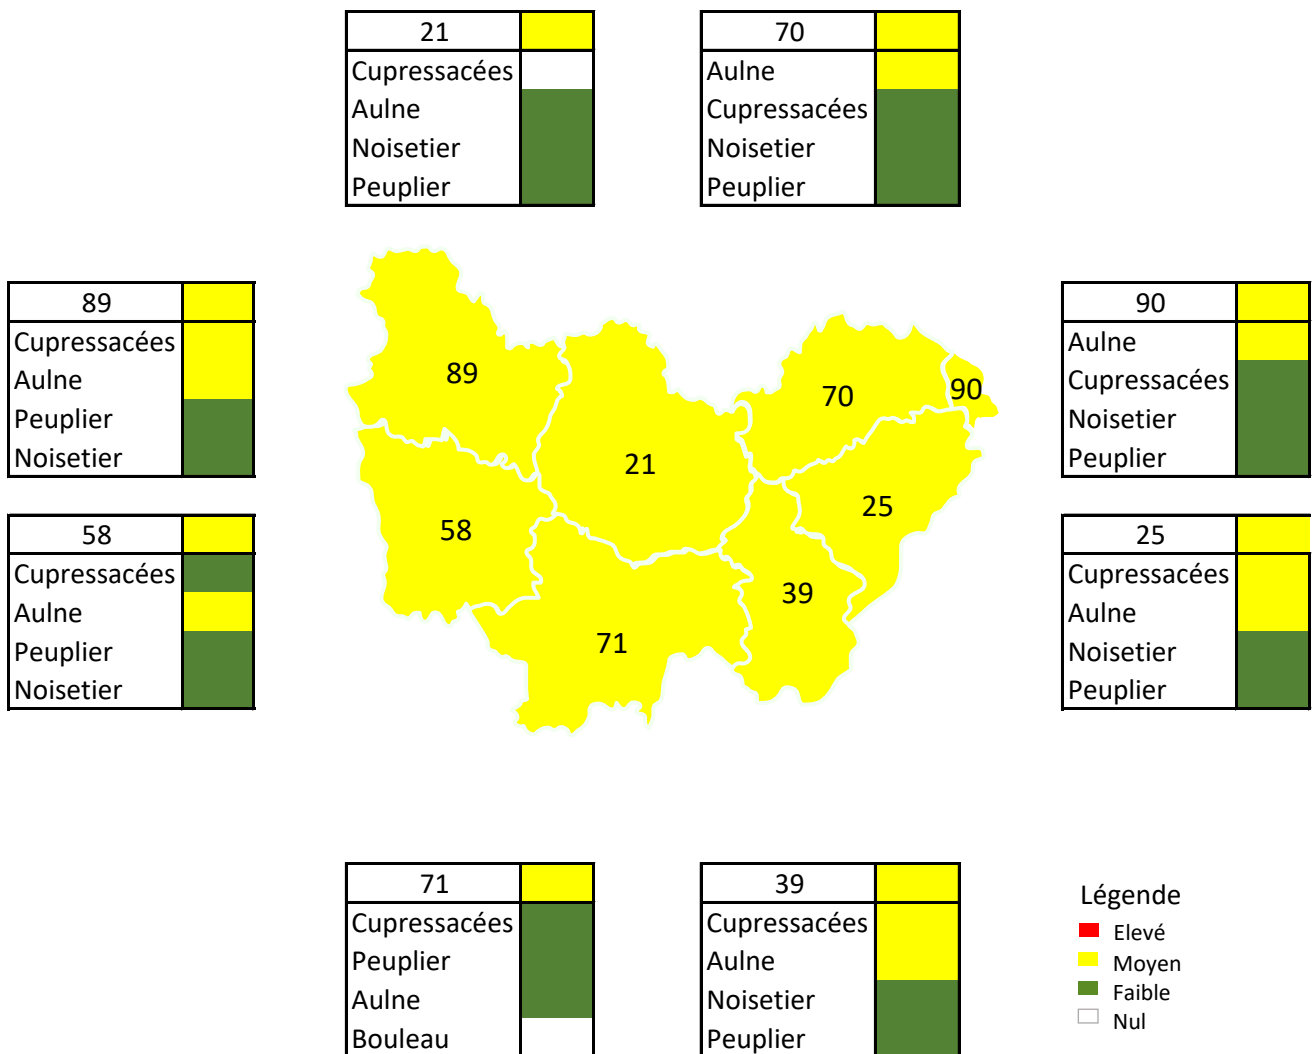 21
Cupressacées
Aulne
Noisetier
Peuplier
70
Aulne
Cupressacées
Noisetier
Peuplier
89
Cupressacées
Aulne
Peuplier
Noisetier
58
Cupressacées
Aulne
Peuplier
Noisetier
89
70
90
21
25
58
39
71
90
Aulne
Cupressacées
Noisetier
Peuplier
25
Cupressacées
Aulne
Noisetier
Peuplier
71
Cupressacées
Peuplier
Aulne
Bouleau
39
Cupressacées
Aulne
Noisetier
Peuplier
Légende
Elevé
Moyen
Faible
Nul